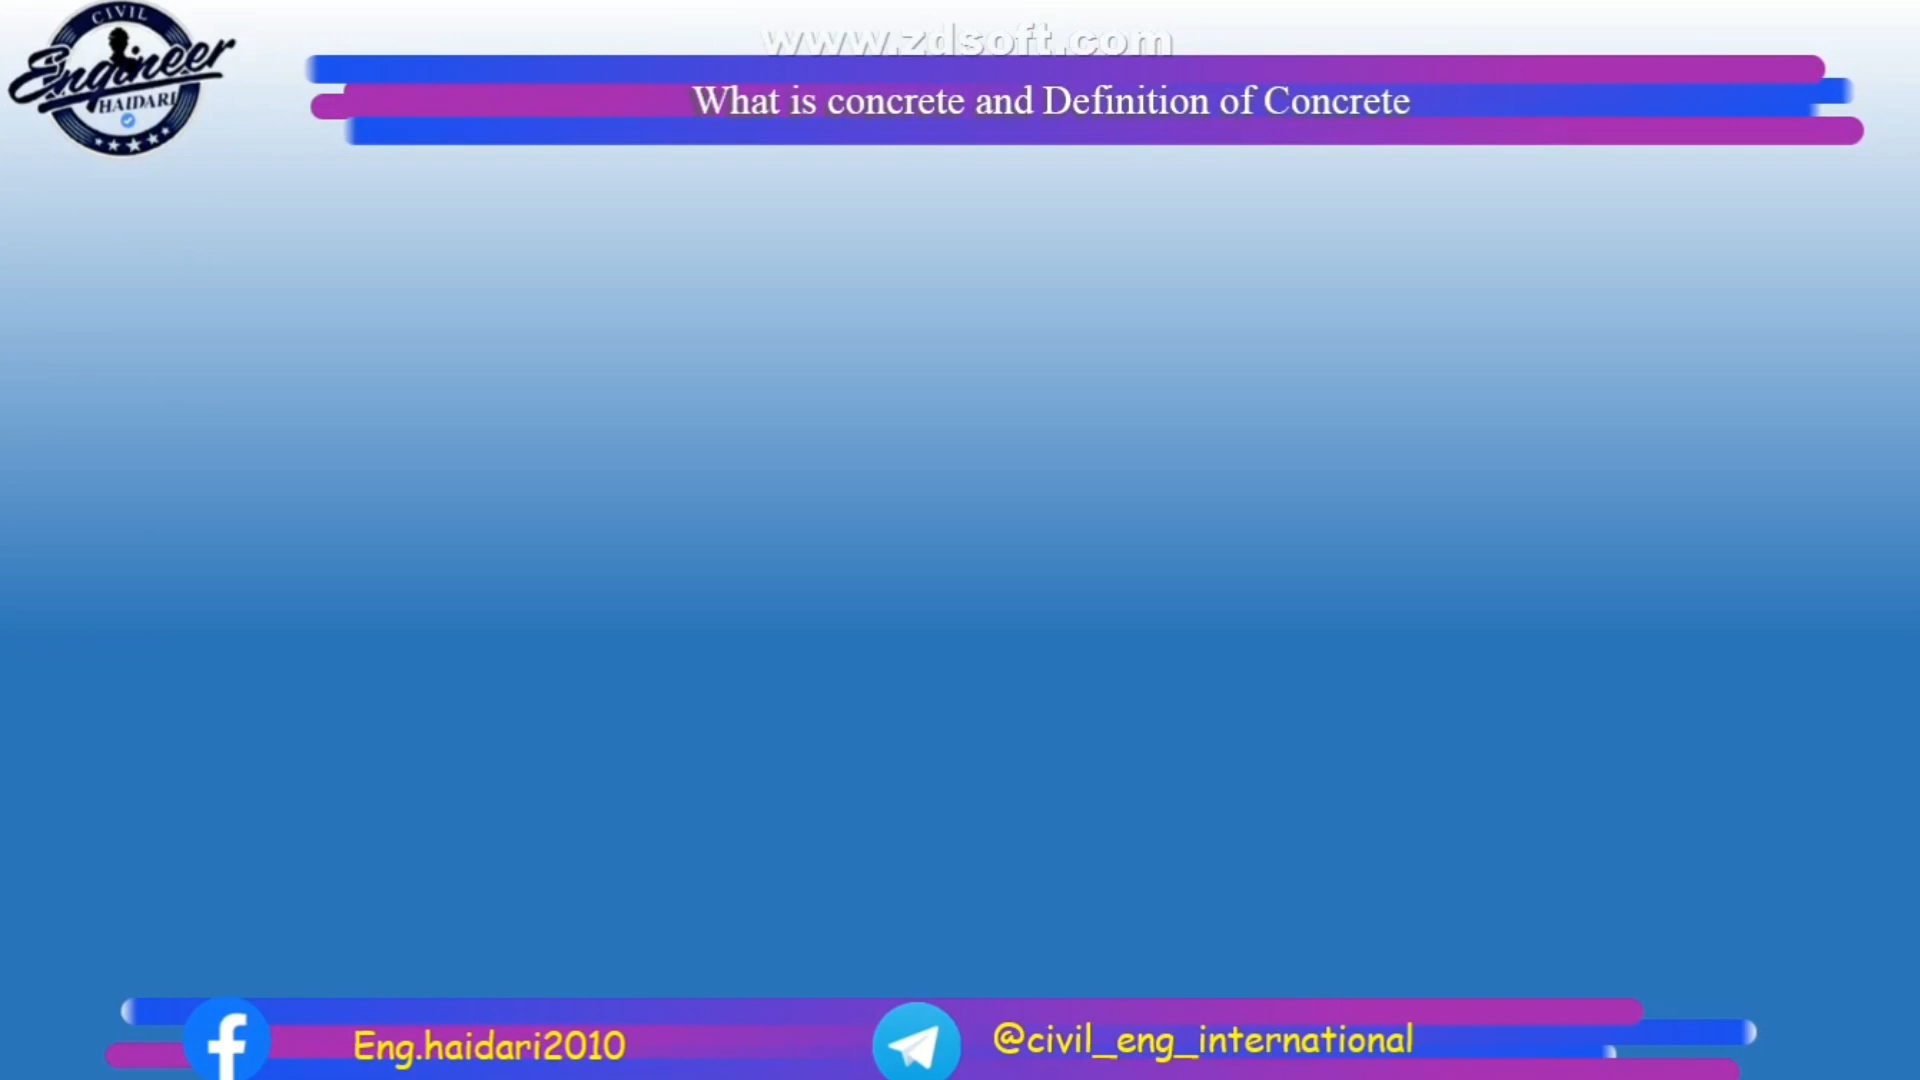 CIVIL
Engineer
HAIDARI
www.zdsoft.com
What is concrete and Definition of Concrete
Eng.haidari2010
@civil_eng_international